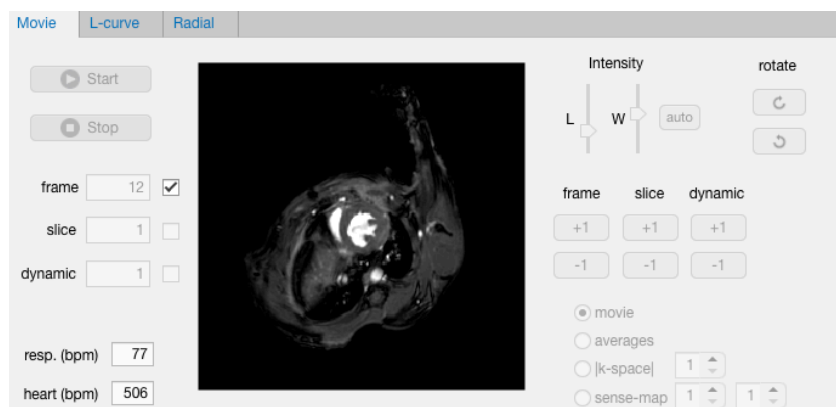 Movie L-curve Radial
Intensity rotate
Start
L W auto
Stop
frame 12
frame slice dynamic
slice 1
+1 +1 +1
dynamic 1
-1 -1 -1
movie
averages
resp. (bpm) 77
|k-space| 1
heart (bpm) 506
sense-map 1 1